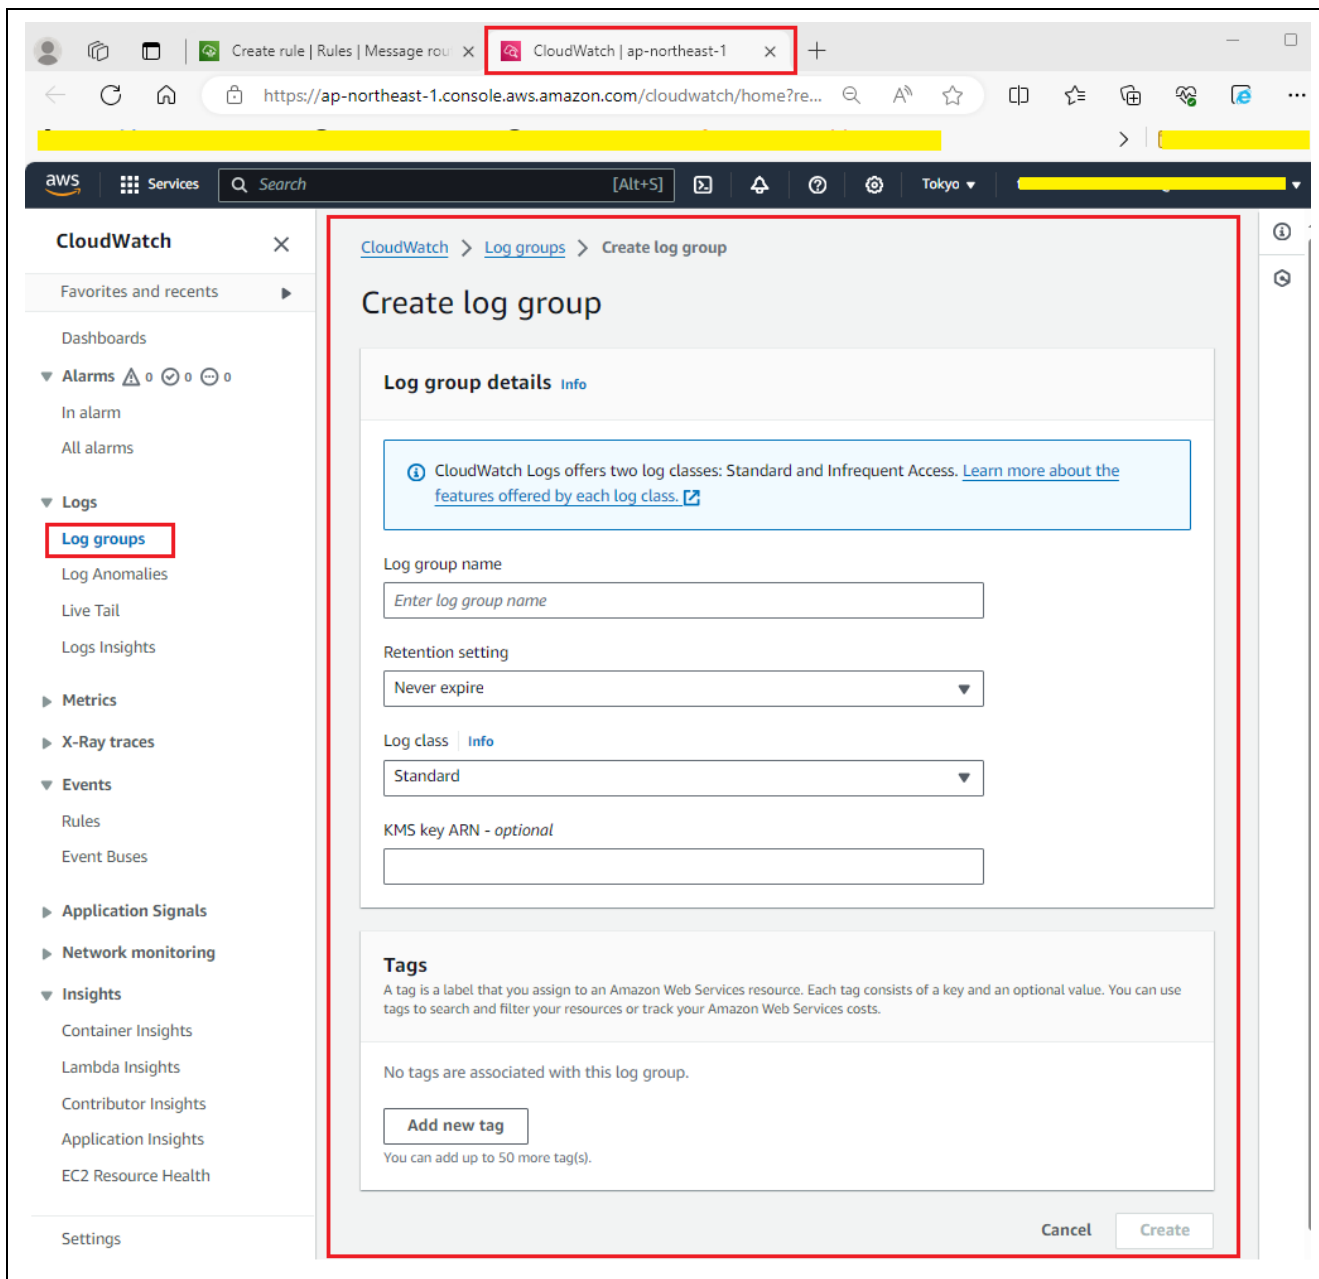 Create rule | Rules | Message rou
CloudWatch | ap-northeast-1
https://ap-northeast-1.console.aws.amazon.com/cloudwatch/home?re...
aws
Services
Search
[Alt+S]
Tokyo
CloudWatch
Favorites and recents
Dashboards
Alarms 0 0 0
In alarm
All alarms
Logs
Log groups
Log Anomalies
Live Tail
Logs Insights
Metrics
X-Ray traces
Events
Rules
Event Buses
Application Signals
Network monitoring
Insights
Container Insights
Lambda Insights
Contributor Insights
Application Insights
EC2 Resource Health
Settings
CloudWatch > Log groups > Create log group
Create log group
Log group details Info
CloudWatch Logs offers two log classes: Standard and Infrequent Access. Learn more about the
features offered by each log class.
Log group name
Enter log group name
Retention setting
Never expire
Log class Info
Standard
KMS key ARN - optional
Tags
A tag is a label that you assign to an Amazon Web Services resource. Each tag consists of a key and an optional value. You can use
tags to search and filter your resources or track your Amazon Web Services costs.
No tags are associated with this log group.
Add new tag
You can add up to 50 more tag(s).
Cancel
Create